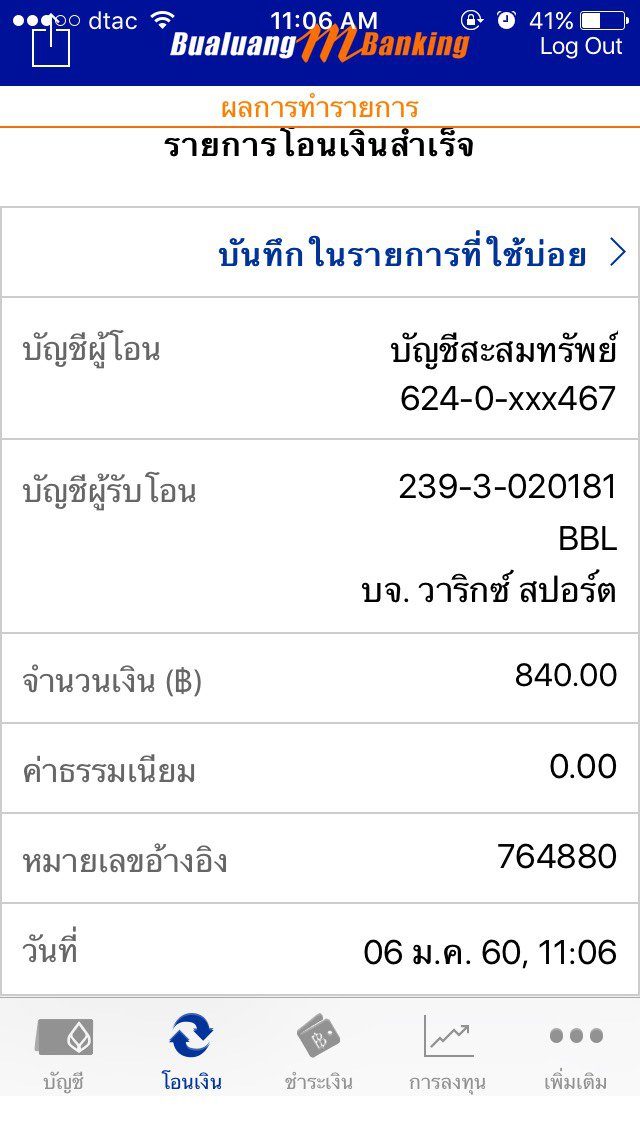 dtac 11:06 AM 41%
Bualuang mBanking
Log Out
ผลการทำรายการ
รายการโอนเงินสำเร็จ
บันทึกในรายการที่ใช้บ่อย
บัญชีผู้โอน บัญชีสะสมทรัพย์
624-0-xxx467
บัญชีผู้รับโอน 239-3-020181
BBL
บจ. วาริกซ์ สปอร์ต
จำนวนเงิน (฿) 840.00
ค่าธรรมเนียม 0.00
หมายเลขอ้างอิง 764880
วันที่ 06 ม.ค. 60, 11:06
บัญชี โอนเงิน ชำระเงิน การลงทุน เพิ่มเติม